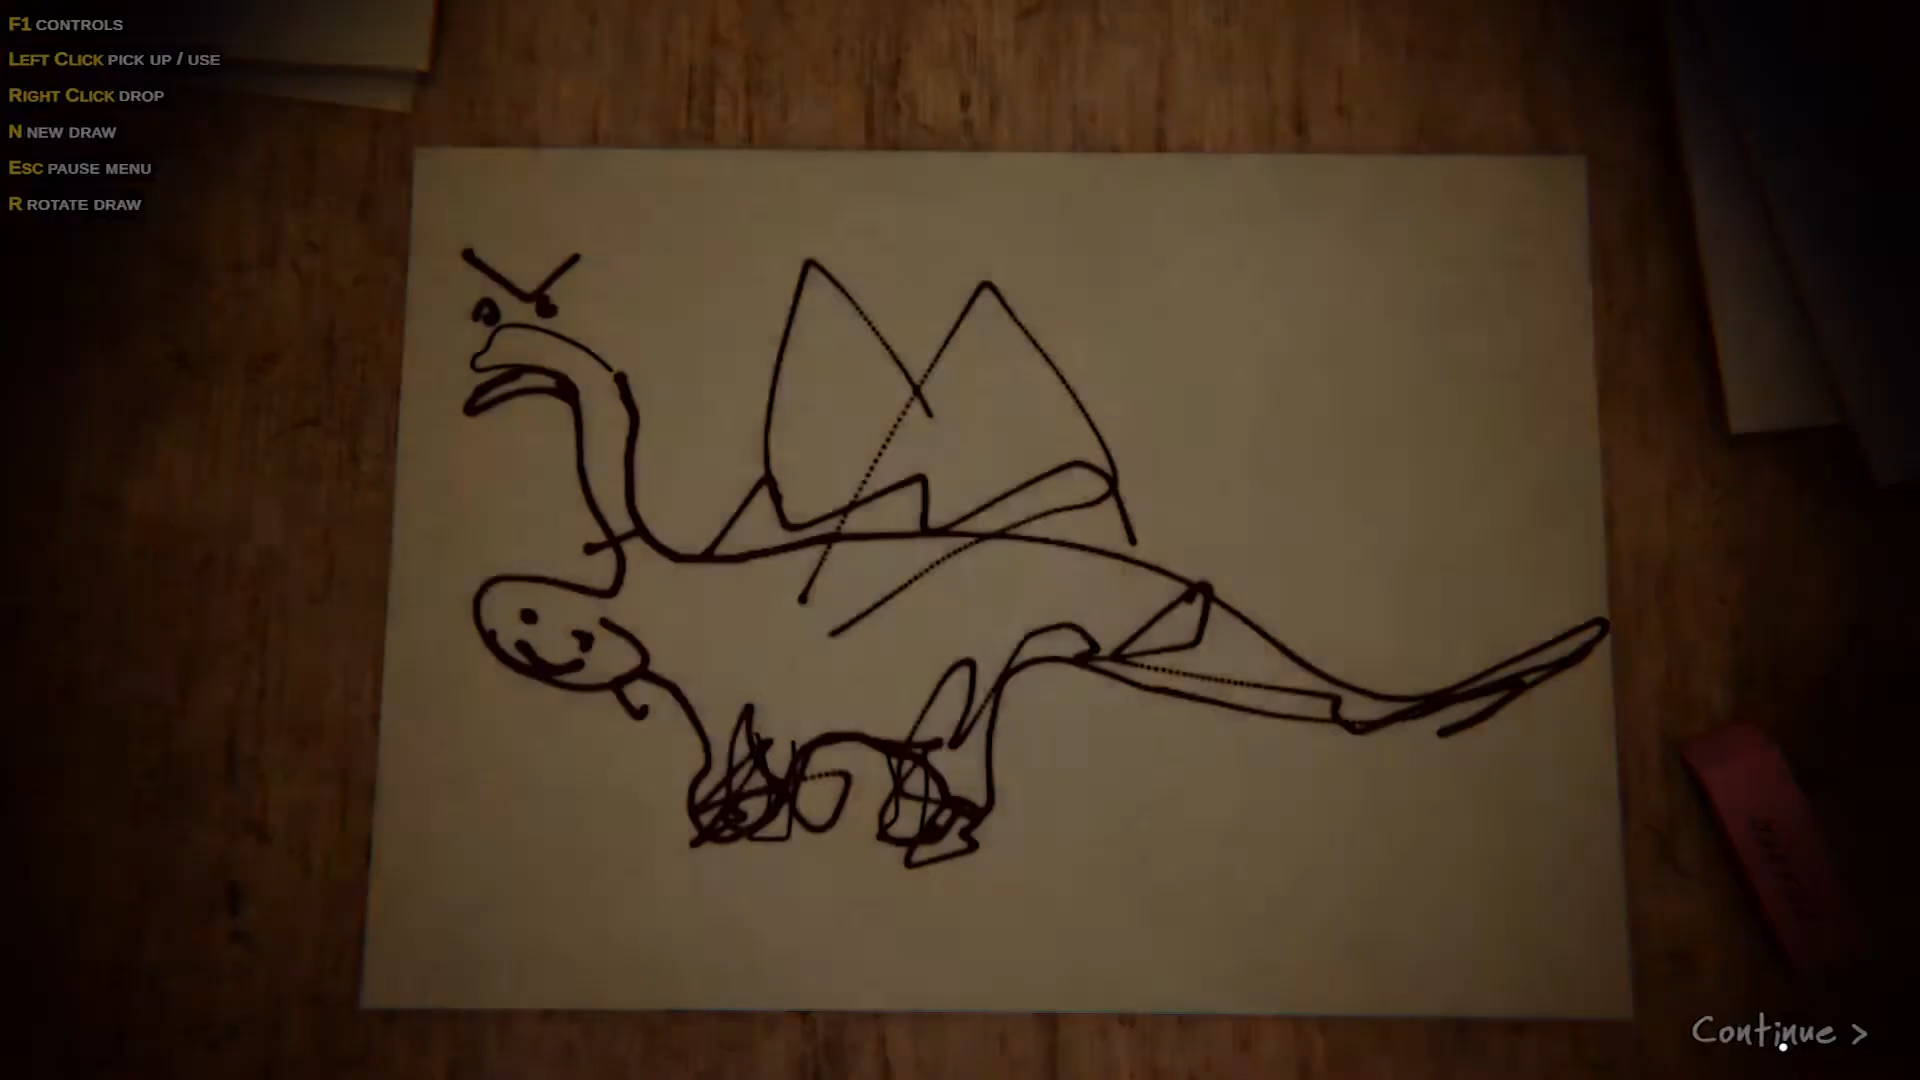 F1 CONTROLS
LEFT CLICK PICK UP / USE
RIGHT CLICK DROP
N NEW DRAW
ESC PAUSE MENU
R ROTATE DRAW
Continue >